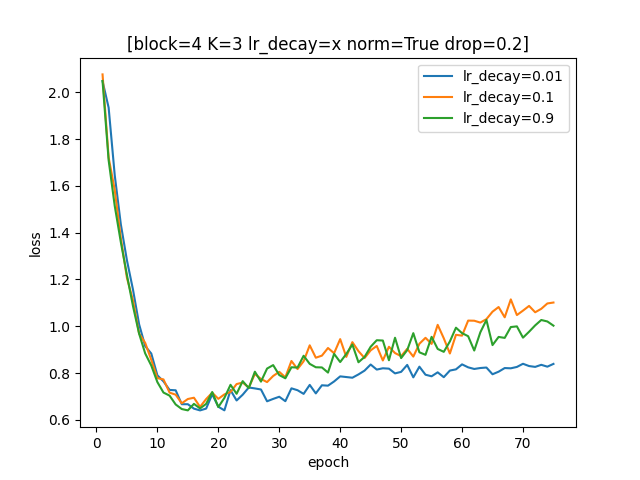 [block=4 K=3 lr_decay=x norm=True drop=0.2]
lr_decay=0.01
lr_decay=0.1
lr_decay=0.9
2.0
1.8
1.6
1.4
1.2
1.0
0.8
0.6
loss
0 10 20 30 40 50 60 70
epoch